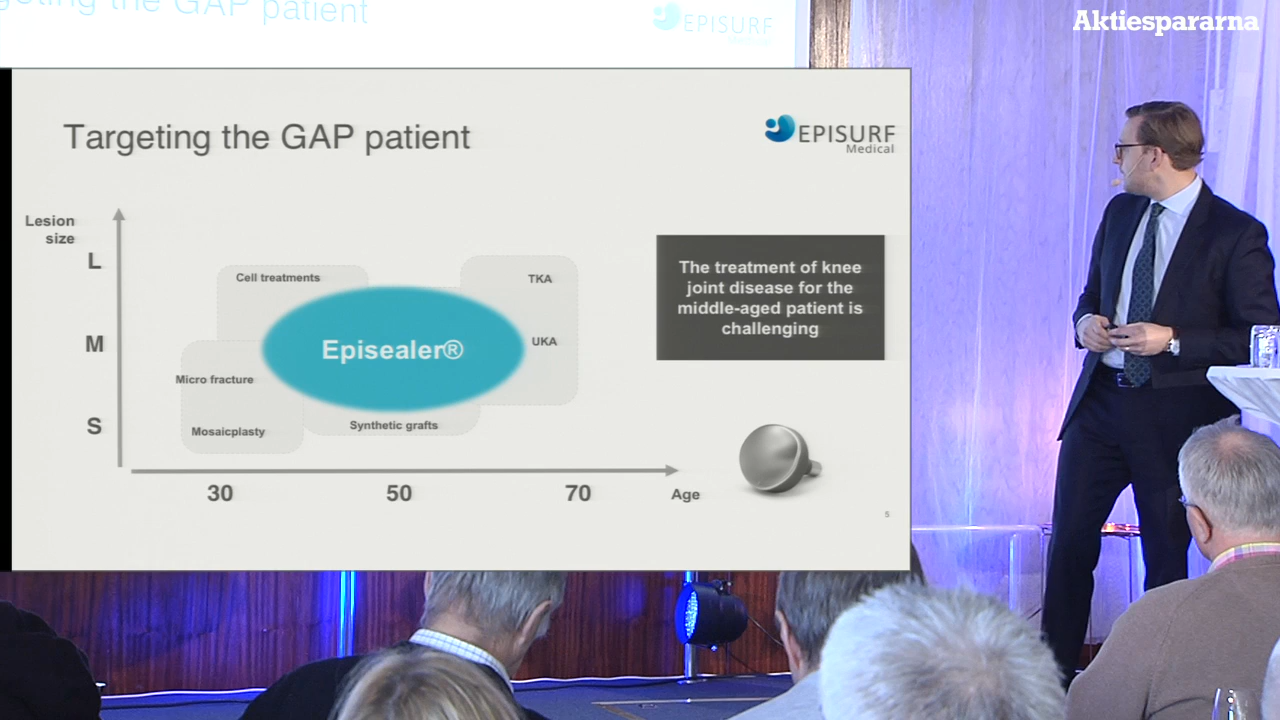 geting the GAP patient
EPISURF
Medical
Aktiespararna
Targeting the GAP patient
EPISURF
Medical
Lesion
size
L
M
S
Cell treatments
TKA
Episealer®
UKA
Micro fracture
Mosaicplasty
Synthetic grafts
30
50
70
Age
The treatment of knee
joint disease for the
middle-aged patient is
challenging
5